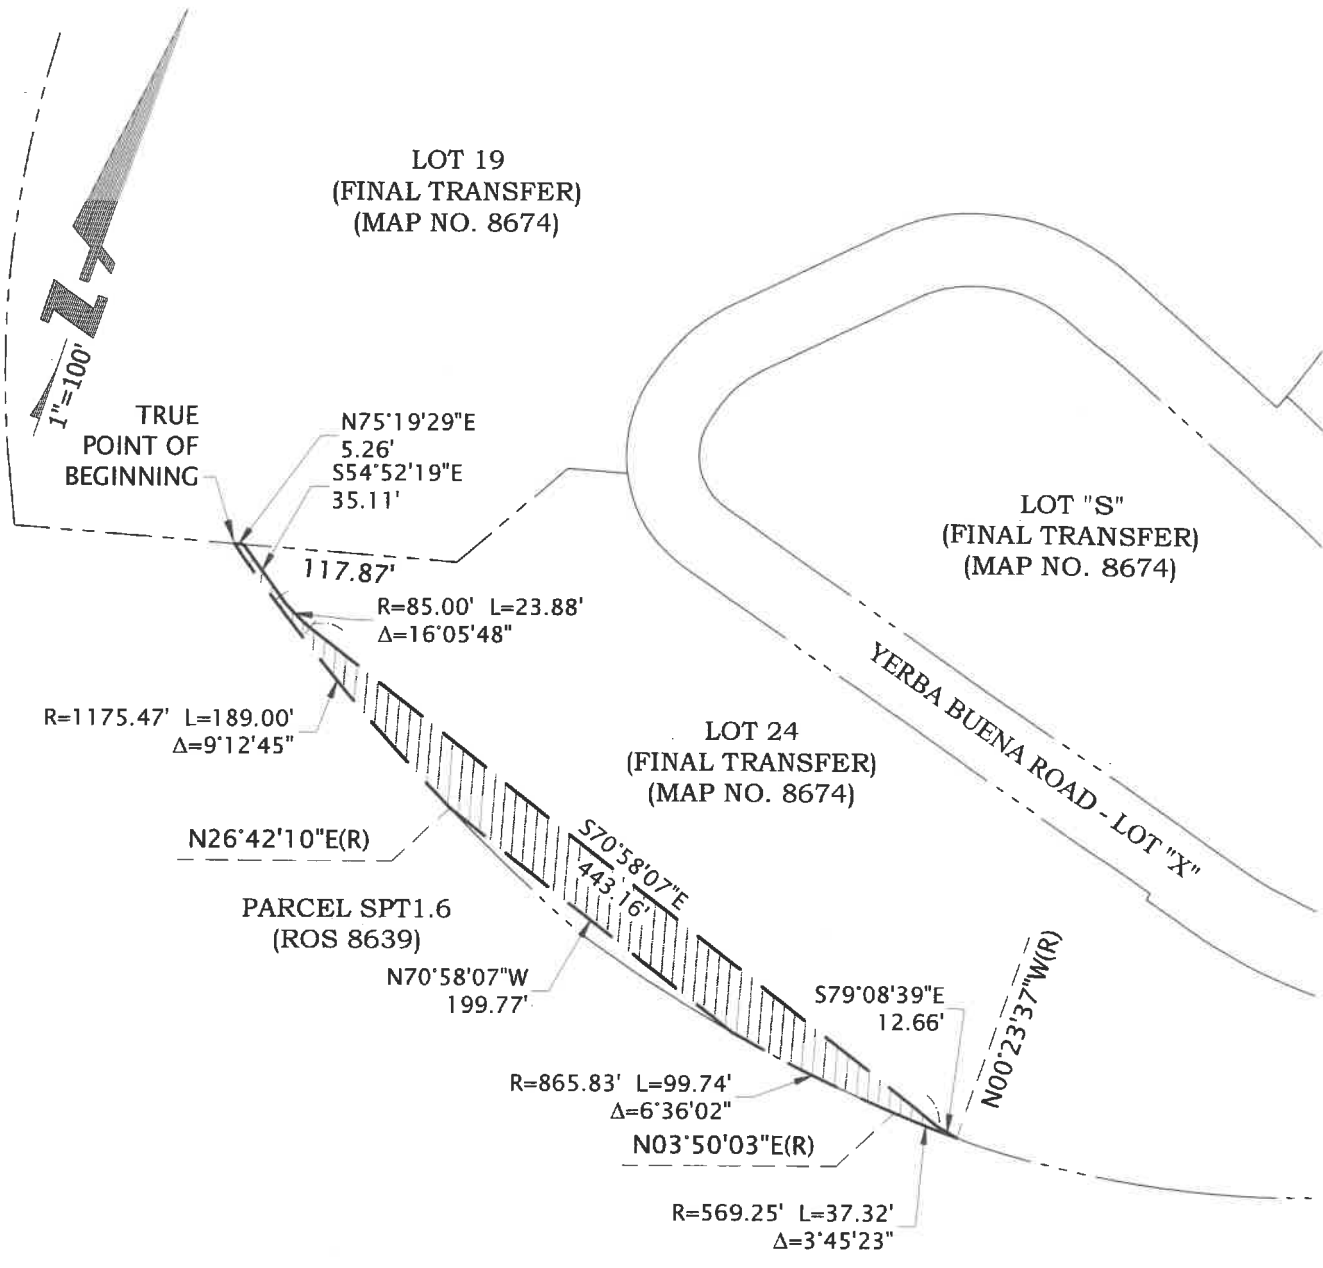 LOT 19
(FINAL TRANSFER)
(MAP NO. 8674)
N
1"=100'
TRUE
POINT OF
BEGINNING
N75°19'29"E
5.26'
S54°52'19"E
35.11'
117.87'
R=85.00' L=23.88'
Δ=16°05'48"
LOT "S"
(FINAL TRANSFER)
(MAP NO. 8674)
R=1175.47' L=189.00'
Δ=9°12'45"
LOT 24
(FINAL TRANSFER)
(MAP NO. 8674)
YERBA BUENA ROAD - LOT "X"
N26°42'10"E(R)
S70°58'07"E
443.16'
PARCEL SPT1.6
(ROS 8639)
N70°58'07"W
199.77'
S79°08'39"E
12.66'
N00°23'37"W(R)
R=865.83' L=99.74'
Δ=6°36'02"
N03°50'03"E(R)
R=569.25' L=37.32'
Δ=3°45'23"